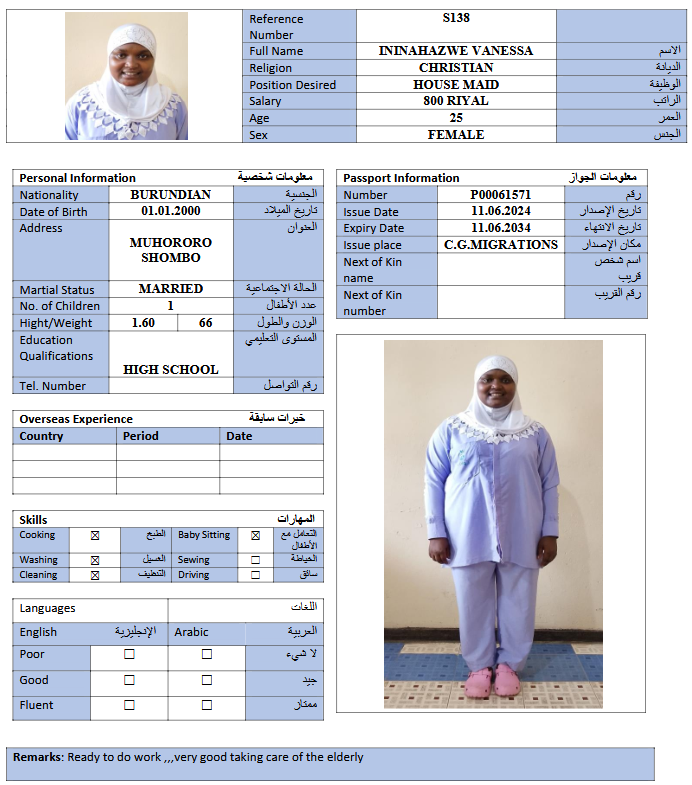 Reference Number S138
Full Name ININAHAZWE VANESSA الاسم
Religion CHRISTIAN الديانة
Position Desired HOUSE MAID الوظيفة
Salary 800 RIYAL الراتب
Age 25 العمر
Sex FEMALE الجنس
Personal Information معلومات شخصية
Nationality BURUNDIAN الجنسية
Date of Birth 01.01.2000 تاريخ الميلاد
Address MUHORORO SHOMBO العنوان
Martial Status MARRIED الحالة الاجتماعية
No. of Children 1 عدد الأطفال
Hight/Weight 1.60 66 الوزن والطول
Education Qualifications HIGH SCHOOL المستوى التعليمي
Tel. Number رقم التواصل
Passport Information معلومات الجواز
Number P00061571 رقم
Issue Date 11.06.2024 تاريخ الإصدار
Expiry Date 11.06.2034 تاريخ الانتهاء
Issue place C.G.MIGRATIONS مكان الإصدار
Next of Kin name اسم شخص قريب
Next of Kin number رقم القريب
Overseas Experience خبرات سابقة
Country Period Date
Skills المهارات
Cooking ☒ الطبخ Baby Sitting ☒ التعامل مع الأطفال
Washing ☒ الغسيل Sewing ☐ الخياطة
Cleaning ☒ التنظيف Driving ☐ سائق
Languages اللغات
English الإنجليزية Arabic العربية
Poor ☐ ☐ لا شيء
Good ☐ ☐ جيد
Fluent ☐ ☐ ممتاز
Remarks: Ready to do work ,,,very good taking care of the elderly